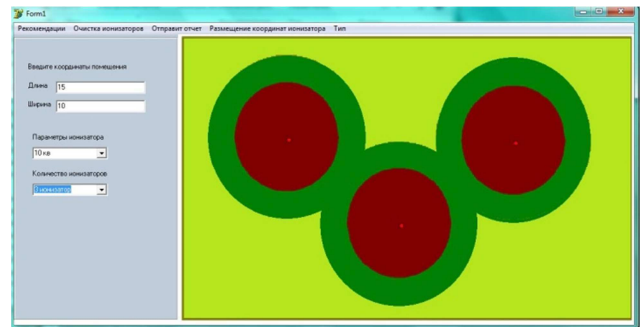 Form1
Рекомендации Очистка ионизаторов Отправит отчет Размещение координат ионизатора Тип
Введите координаты помещения
Длина 15
Ширина 10
Параметры ионизатора
10 кв
Количество ионизаторов
ионизатор